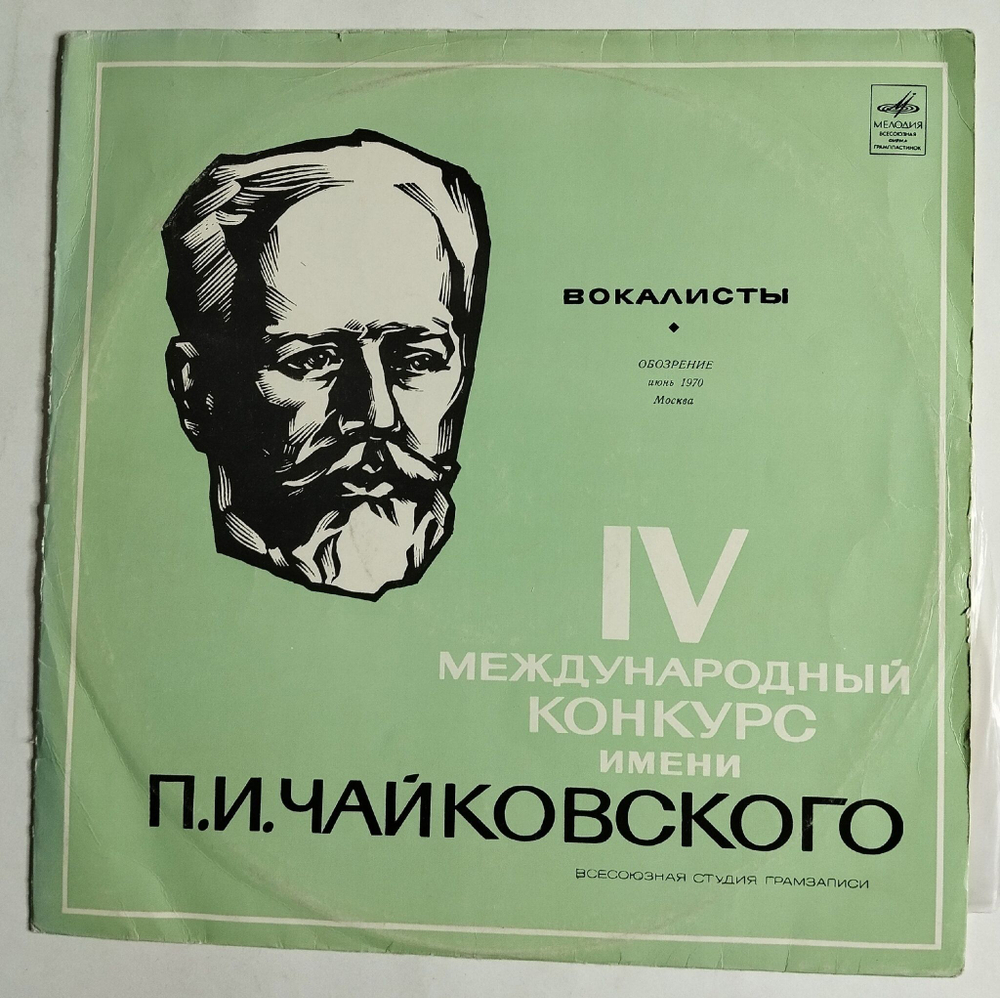 МЕЛОДИЯ
ВСЕСОЮЗНАЯ
ФИРМА
ГРАМПЛАСТИНОК
ВОКАЛИСТЫ
ОБОЗРЕНИЕ
июнь 1970
Москва
IV
МЕЖДУНАРОДНЫЙ
КОНКУРС
ИМЕНИ
П.И.ЧАЙКОВСКОГО
ВСЕСОЮЗНАЯ СТУДИЯ ГРАМЗАПИСИ